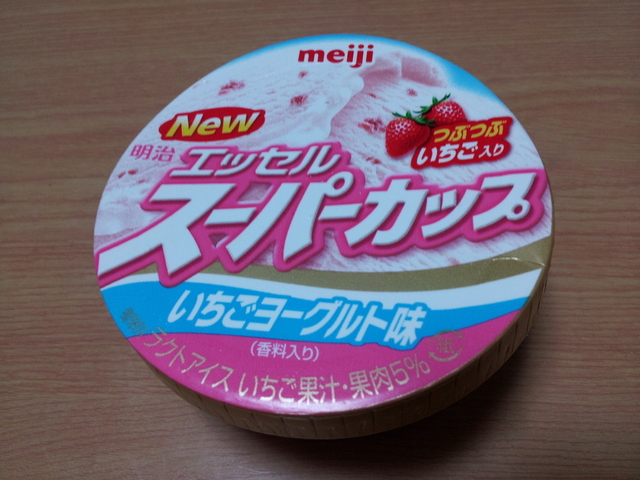 meiji
New
つぶつぶ
いちご入り
明治 エッセル
スーパーカップ
いちごヨーグルト味
(香料入り)
ラクトアイス いちご果汁・果肉5%